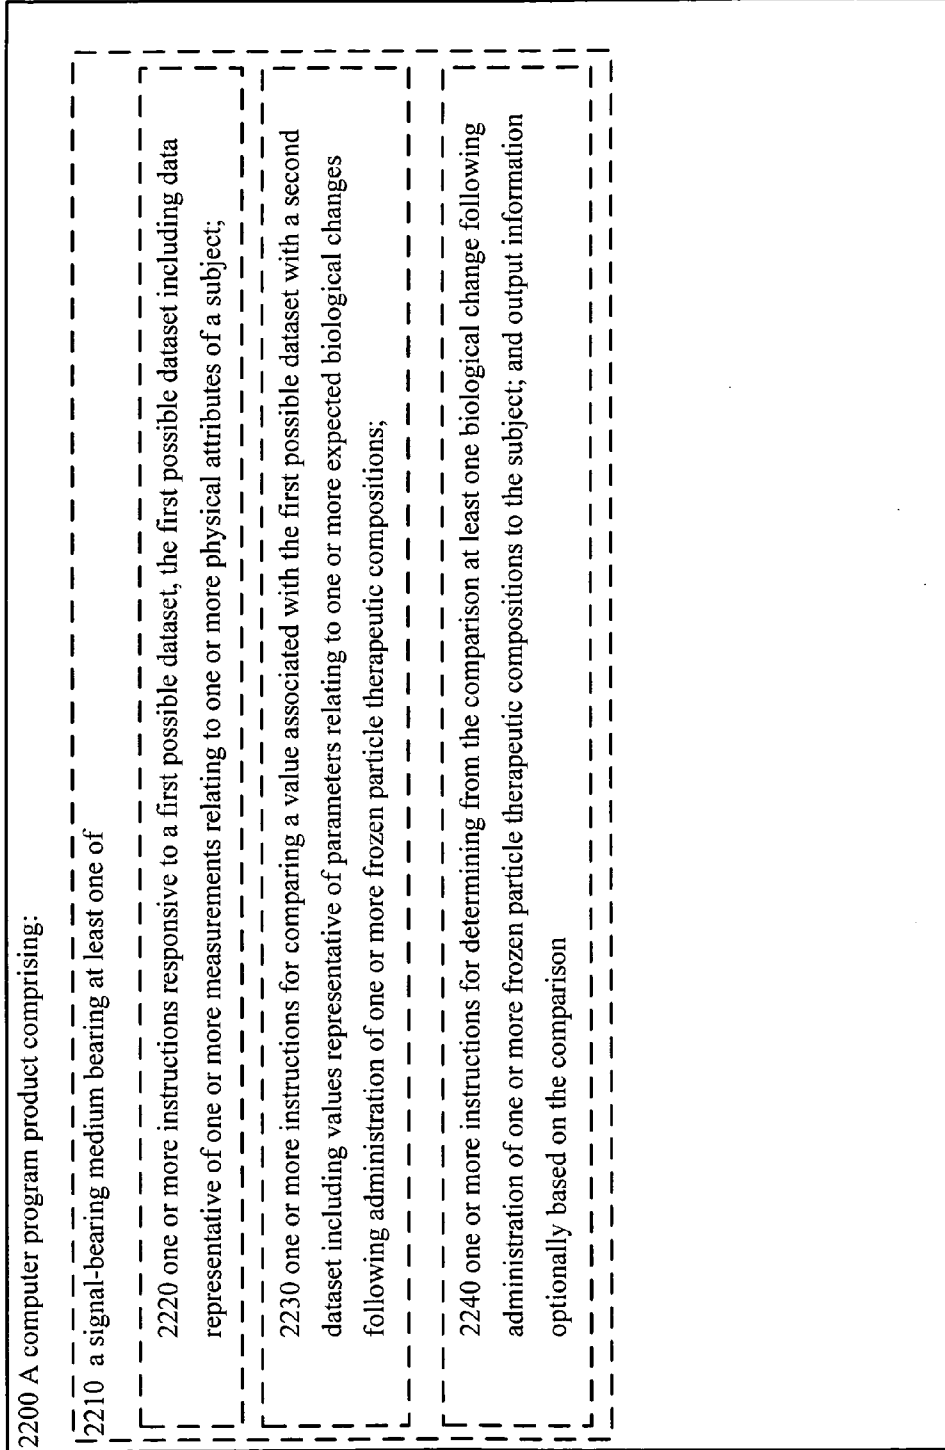 2200 A computer program product comprising:
2210 a signal-bearing medium bearing at least one of
2220 one or more instructions responsive to a first possible dataset, the first possible dataset including data
representative of one or more measurements relating to one or more physical attributes of a subject;
2230 one or more instructions for comparing a value associated with the first possible dataset with a second
dataset including values representative of parameters relating to one or more expected biological changes
following administration of one or more frozen particle therapeutic compositions;
2240 one or more instructions for determining from the comparison at least one biological change following
administration of one or more frozen particle therapeutic compositions to the subject; and output information
optionally based on the comparison